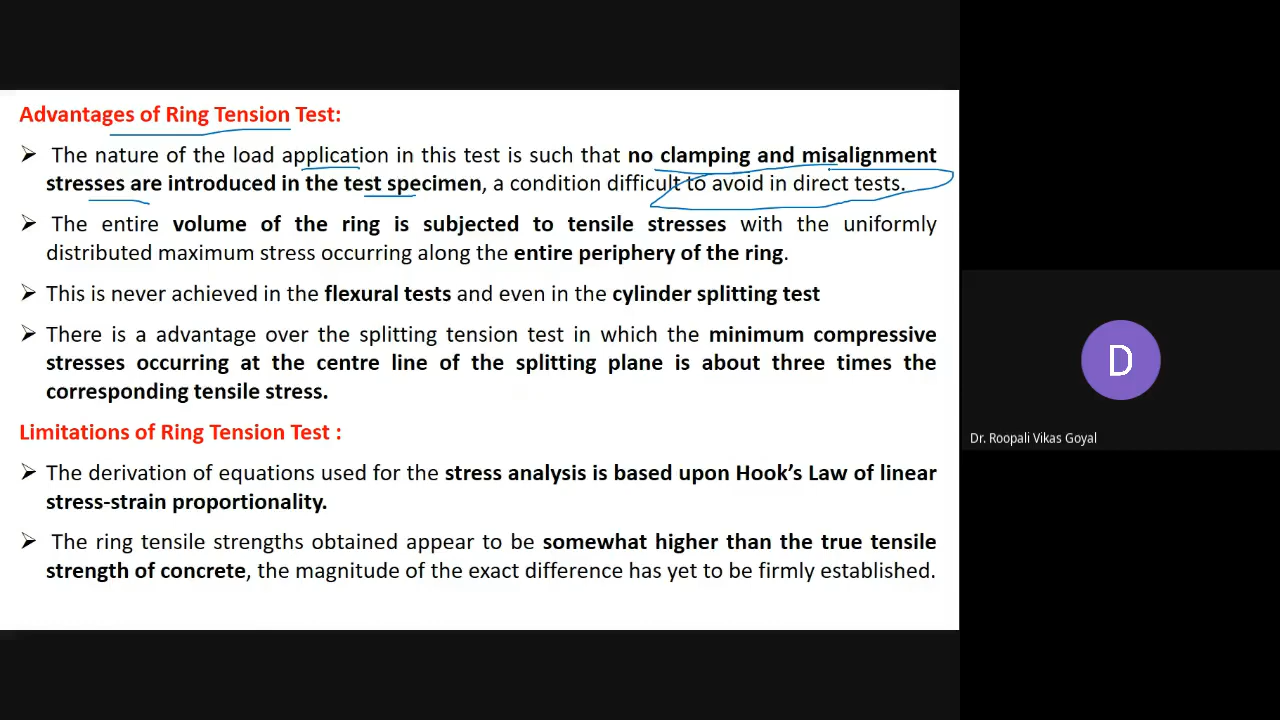 Advantages of Ring Tension Test:
➢ The nature of the load application in this test is such that no clamping and misalignment
stresses are introduced in the test specimen, a condition difficult to avoid in direct tests.
➢ The entire volume of the ring is subjected to tensile stresses with the uniformly
distributed maximum stress occurring along the entire periphery of the ring.
➢ This is never achieved in the flexural tests and even in the cylinder splitting test
➢ There is a advantage over the splitting tension test in which the minimum compressive
stresses occurring at the centre line of the splitting plane is about three times the
corresponding tensile stress.
Limitations of Ring Tension Test :
➢ The derivation of equations used for the stress analysis is based upon Hook’s Law of linear
stress-strain proportionality.
➢ The ring tensile strengths obtained appear to be somewhat higher than the true tensile
strength of concrete, the magnitude of the exact difference has yet to be firmly established.
D
Dr. Roopali Vikas Goyal